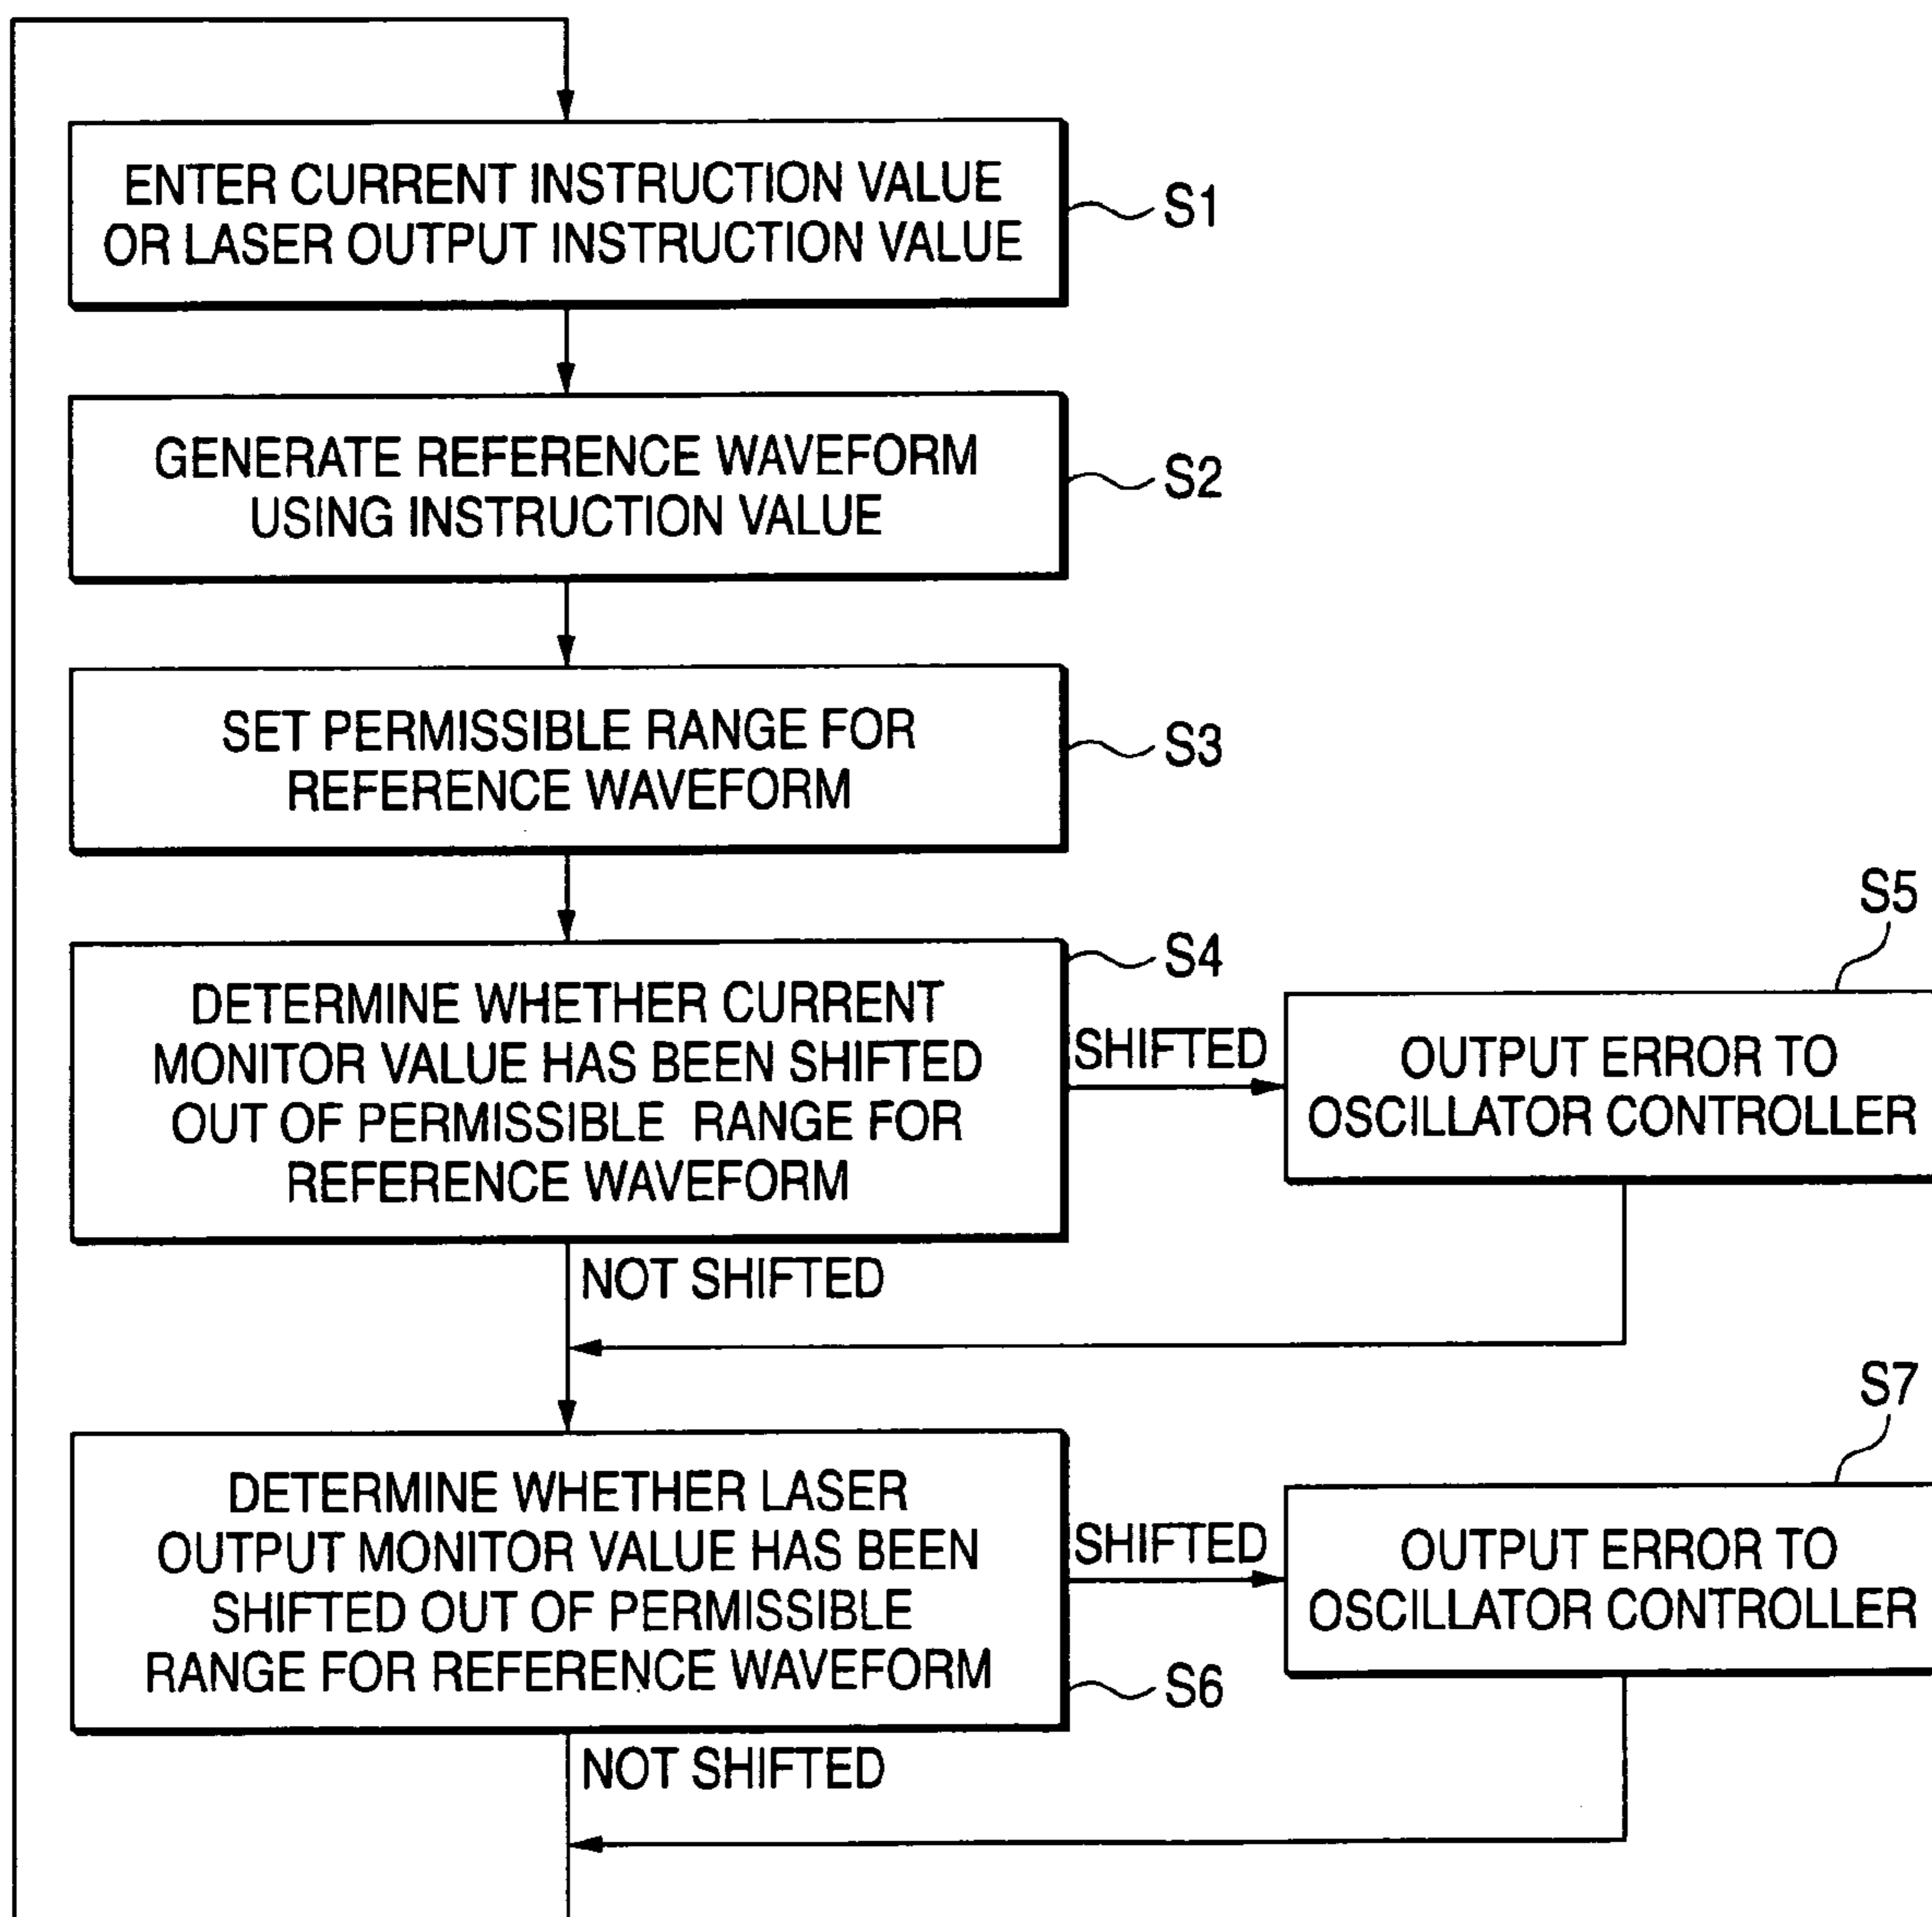 ENTER CURRENT INSTRUCTION VALUE
OR LASER OUTPUT INSTRUCTION VALUE
S1
GENERATE REFERENCE WAVEFORM
USING INSTRUCTION VALUE
S2
SET PERMISSIBLE RANGE FOR
REFERENCE WAVEFORM
S3
DETERMINE WHETHER CURRENT
MONITOR VALUE HAS BEEN SHIFTED
OUT OF PERMISSIBLE RANGE FOR
REFERENCE WAVEFORM
S4
SHIFTED
S5
OUTPUT ERROR TO
OSCILLATOR CONTROLLER
NOT SHIFTED
DETERMINE WHETHER LASER
OUTPUT MONITOR VALUE HAS BEEN
SHIFTED OUT OF PERMISSIBLE
RANGE FOR REFERENCE WAVEFORM
S6
SHIFTED
S7
OUTPUT ERROR TO
OSCILLATOR CONTROLLER
NOT SHIFTED